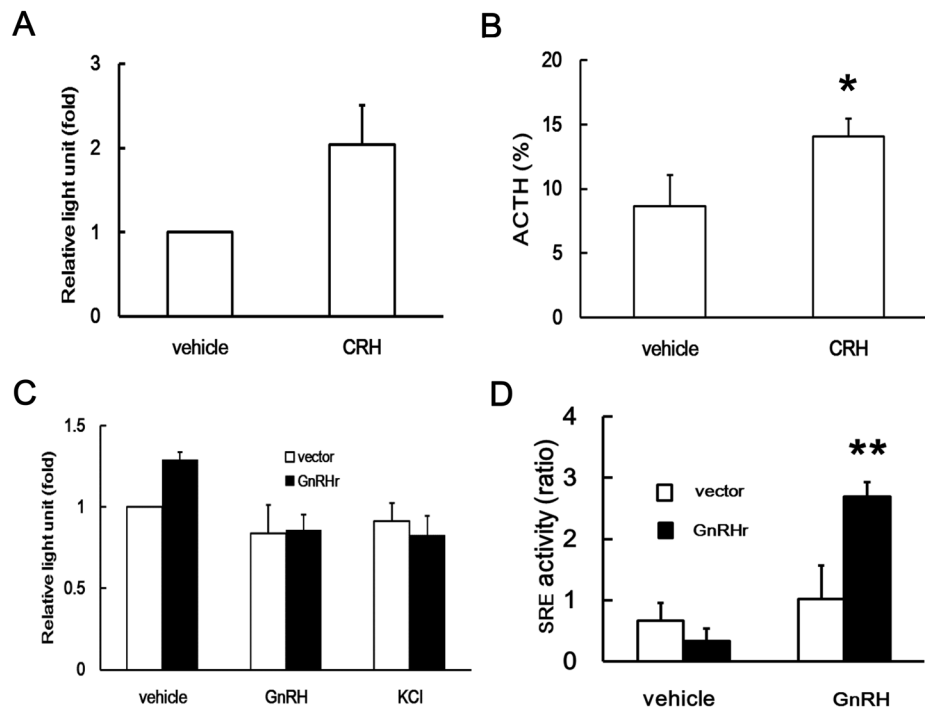 A
Relative light unit (fold)
3
2
1
0
vehicle CRH
B
ACTH (%)
20
15
10
5
0
*
vehicle CRH
C
Relative light unit (fold)
1.5
1
0.5
0
vector
GnRHr
vehicle GnRH KCl
D
SRE activity (ratio)
4
3
2
1
0
**
vector
GnRHr
vehicle GnRH